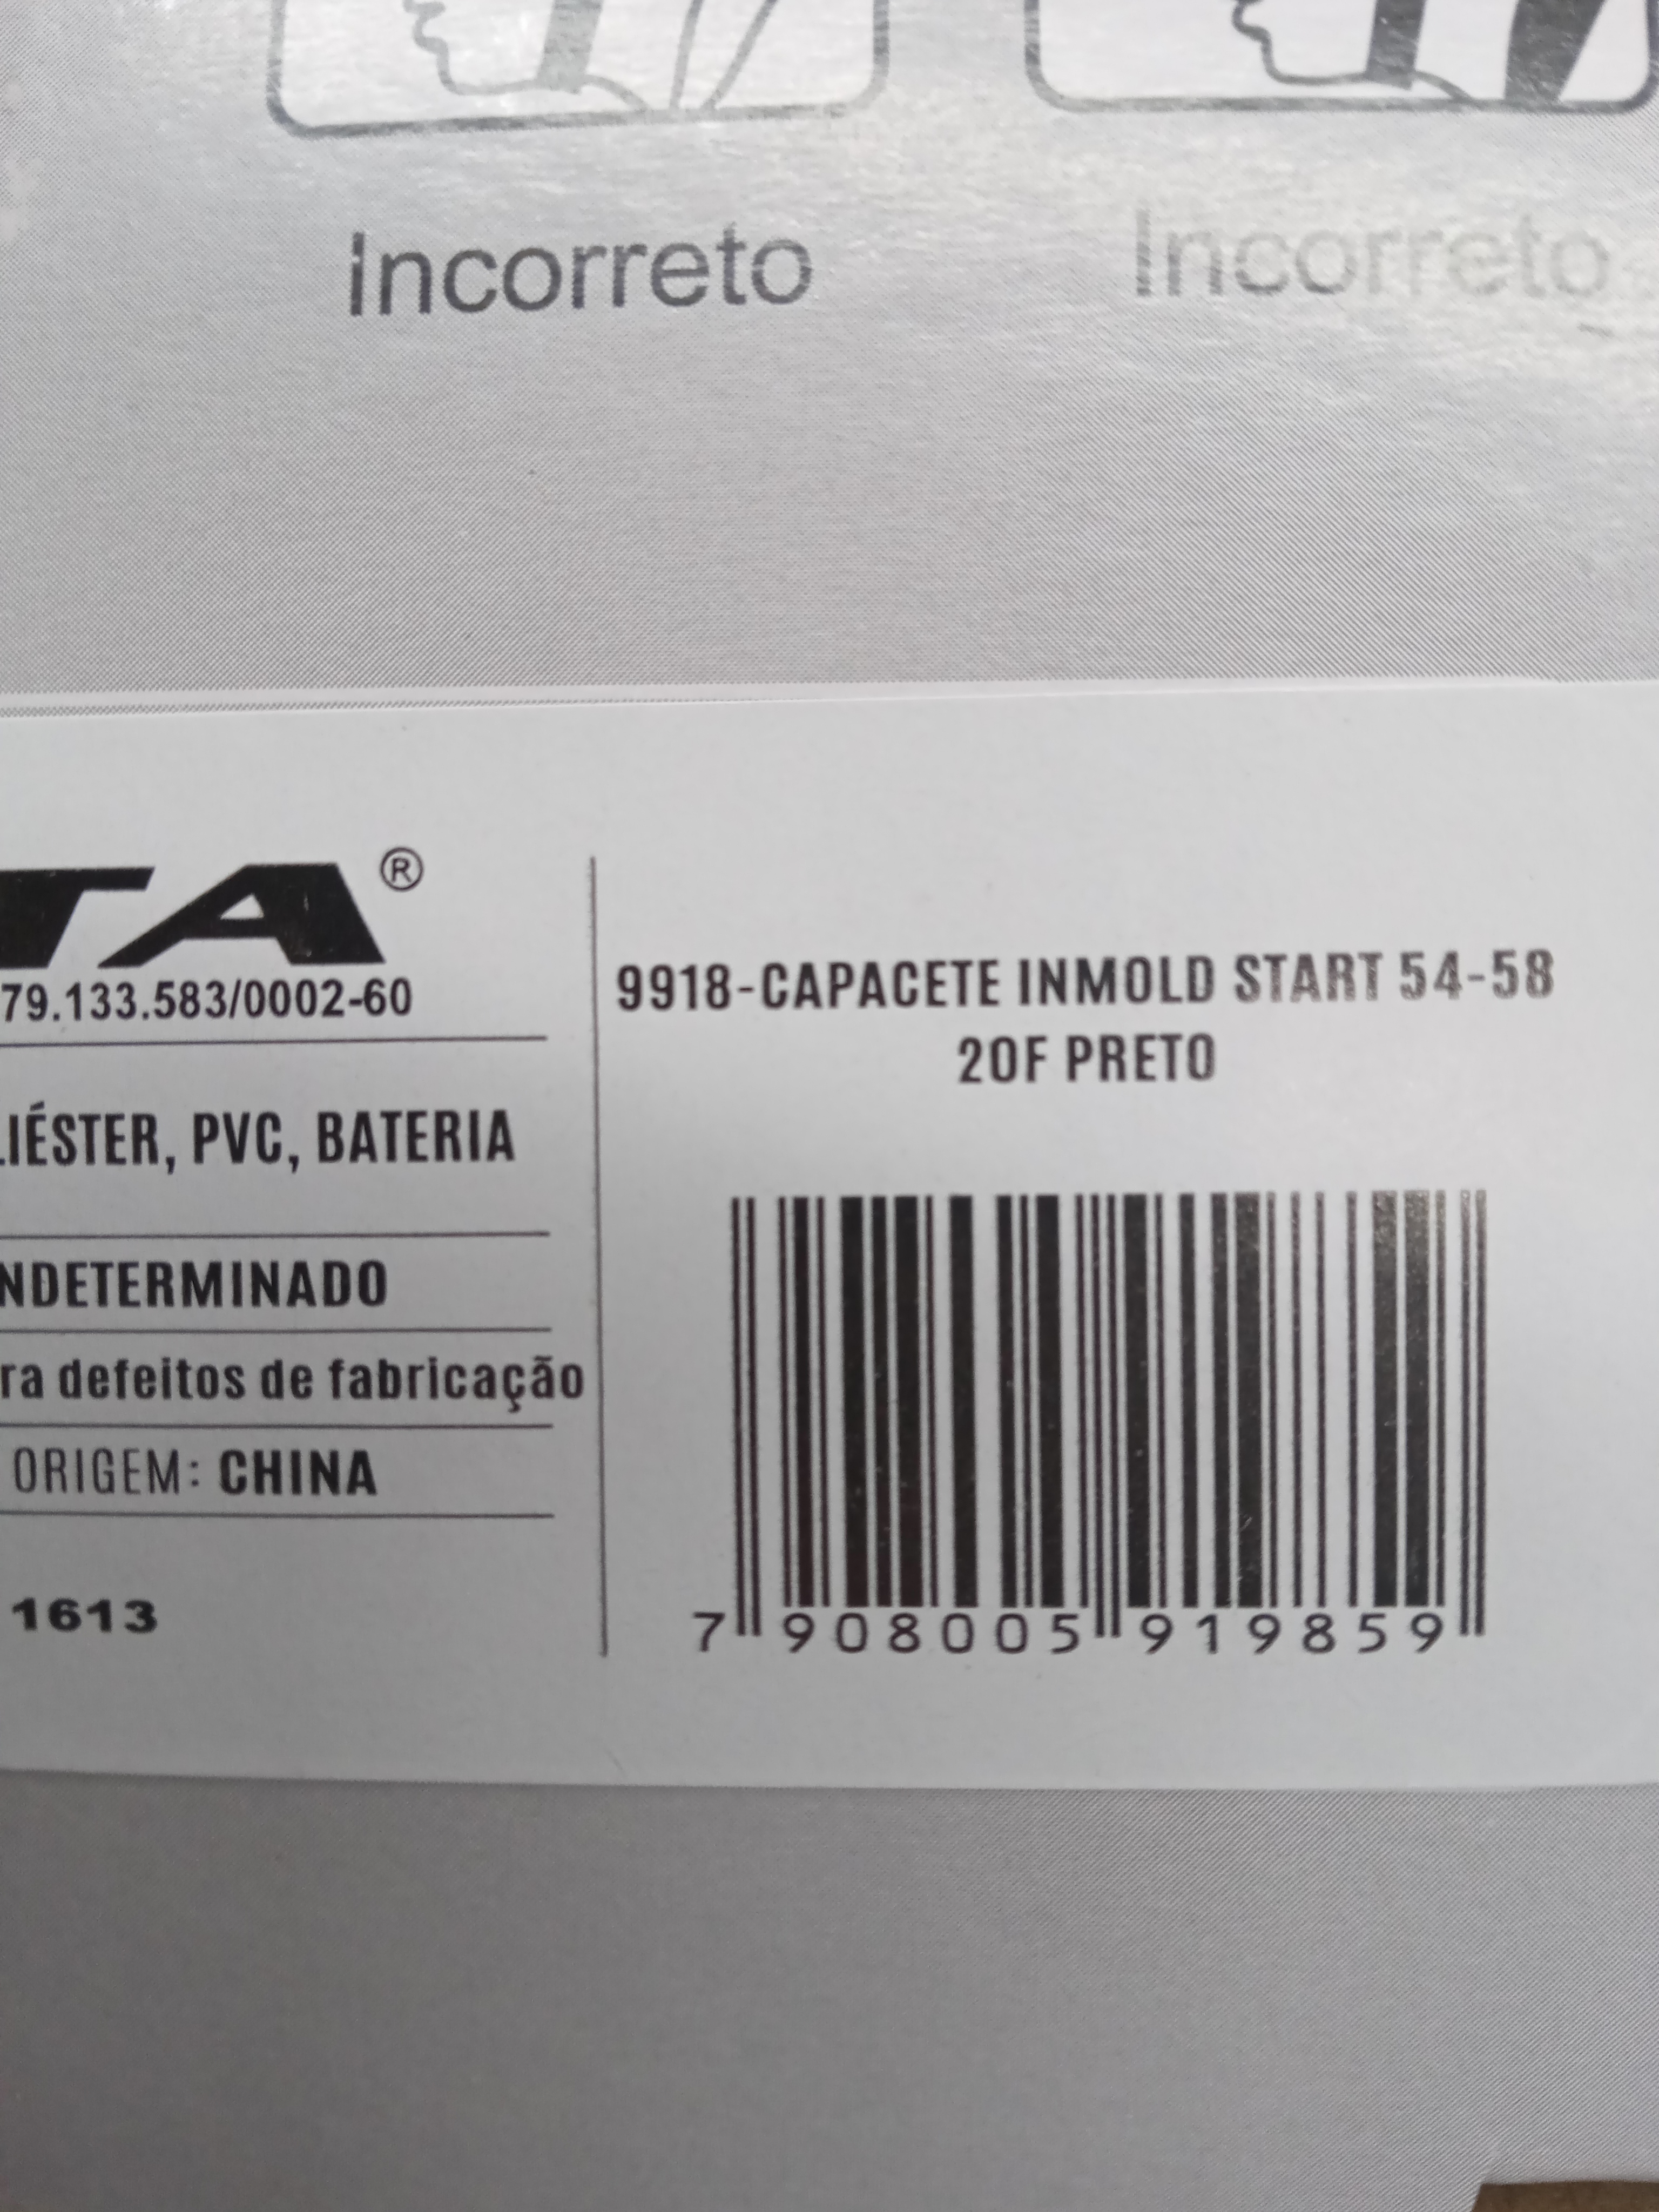 Incorreto
Incorreto
TA®
79.133.583/0002-60
LIÉSTER, PVC, BATERIA
NDETERMINADO
ra defeitos de fabricação
ORIGEM: CHINA
1613
9918-CAPACETE INMOLD START 54-58
20F PRETO
7 908005 919859